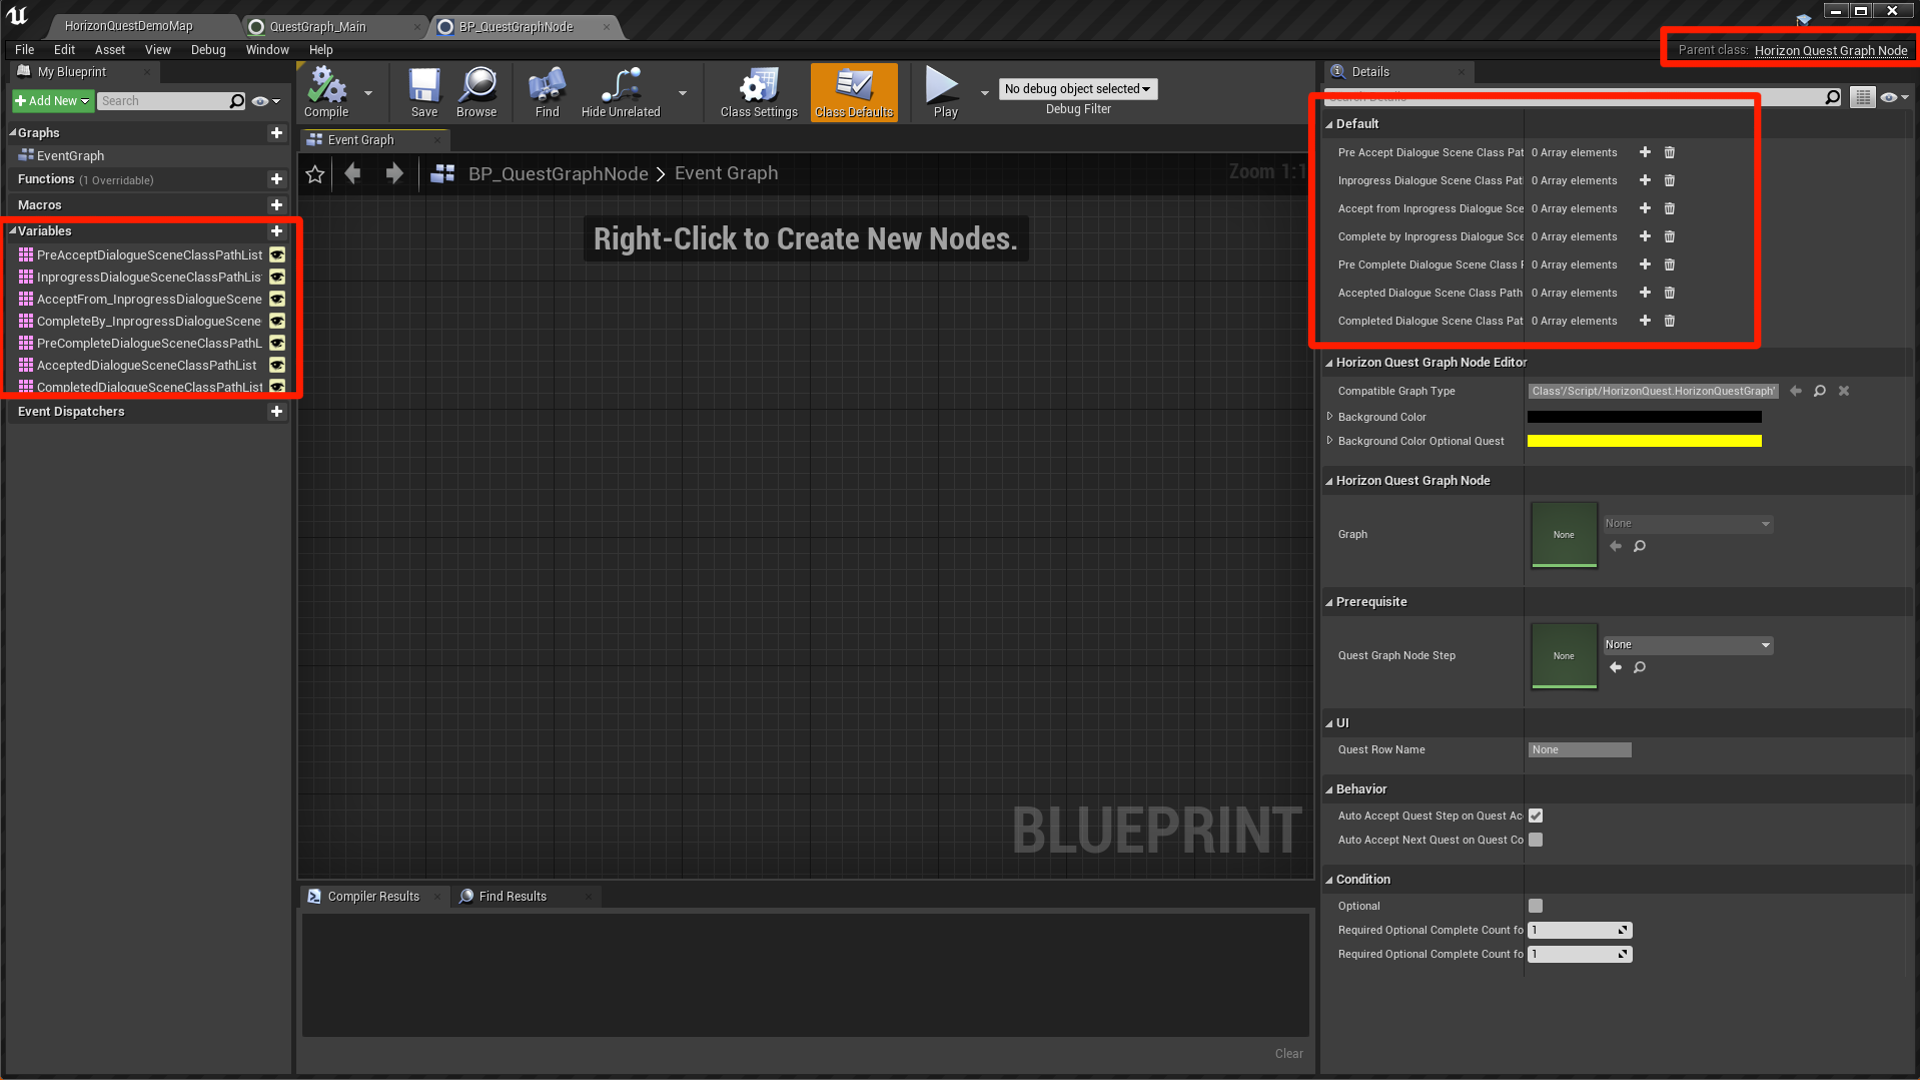 HorizonQuestDemoMap
QuestGraph_Main
BP_QuestGraphNode
File Edit Asset View Debug Window Help
Parent class: Horizon Quest Graph Node
My Blueprint
Add New
Search
Graphs
EventGraph
Functions (1 Overridable)
Macros
Variables
PreAcceptDialogueSceneClassPathList
InprogressDialogueSceneClassPathLis
AcceptFrom_InprogressDialogueScene
CompleteBy_InprogressDialogueScene
PreCompleteDialogueSceneClassPathL
AcceptedDialogueSceneClassPathList
CompletedDialogueSceneClassPathList
Event Dispatchers
Compile
Save
Browse
Find
Hide Unrelated
Class Settings
Class Defaults
Play
No debug object selected
Debug Filter
Event Graph
BP_QuestGraphNode > Event Graph
Zoom 1:1
Right-Click to Create New Nodes.
BLUEPRINT
Compiler Results
Find Results
Clear
Details
Search Details
Default
Pre Accept Dialogue Scene Class Pat 0 Array elements
Inprogress Dialogue Scene Class Pat 0 Array elements
Accept from Inprogress Dialogue Sce 0 Array elements
Complete by Inprogress Dialogue Sce 0 Array elements
Pre Complete Dialogue Scene Class F 0 Array elements
Accepted Dialogue Scene Class Path 0 Array elements
Completed Dialogue Scene Class Pat 0 Array elements
Horizon Quest Graph Node Editor
Compatible Graph Type Class'/Script/HorizonQuest.HorizonQuestGraph'
Background Color
Background Color Optional Quest
Horizon Quest Graph Node
Graph None None
Prerequisite
Quest Graph Node Step None None
UI
Quest Row Name None
Behavior
Auto Accept Quest Step on Quest Ac
Auto Accept Next Quest on Quest Co
Condition
Optional
Required Optional Complete Count fo 1
Required Optional Complete Count fo 1